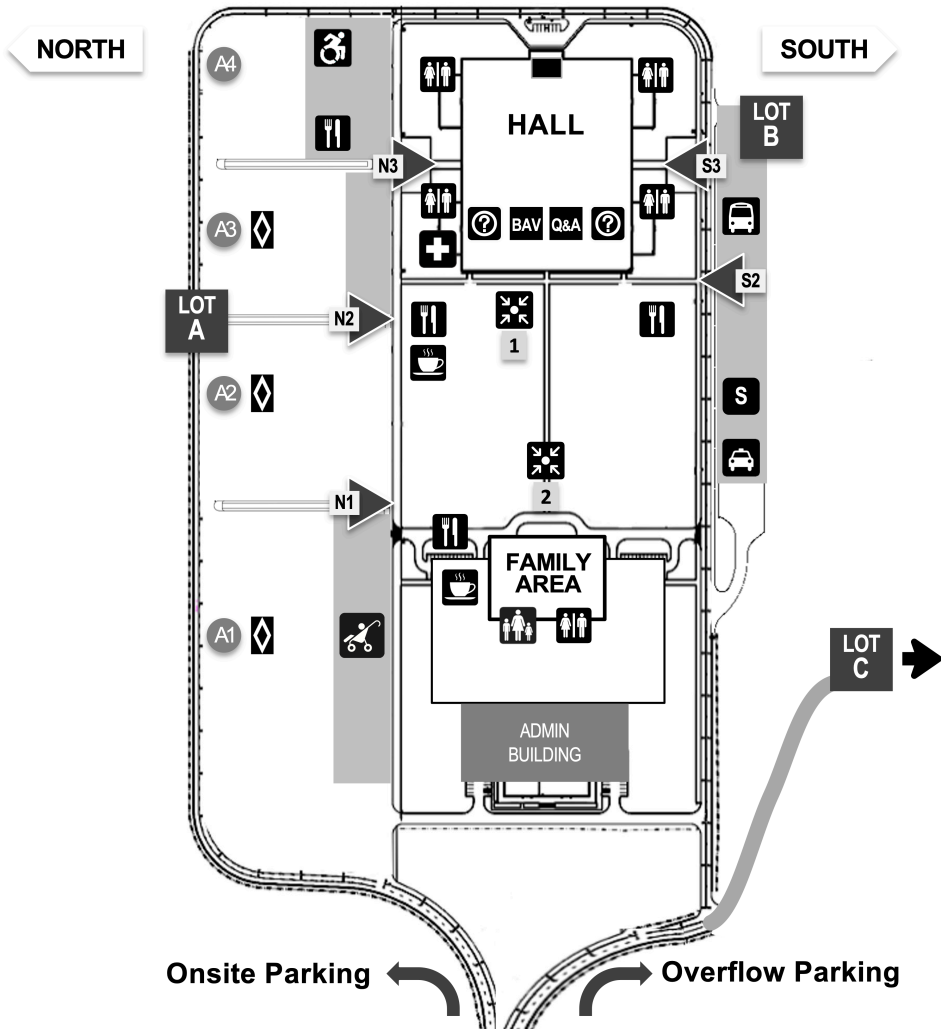 NORTH
SOUTH
A4
LOT
B
HALL
N3
S3
A3
?
BAV
Q&A
?
S2
LOT
A
N2
1
A2
S
2
N1
FAMILY
AREA
A1
LOT
C
ADMIN
BUILDING
Onsite Parking
Overflow Parking